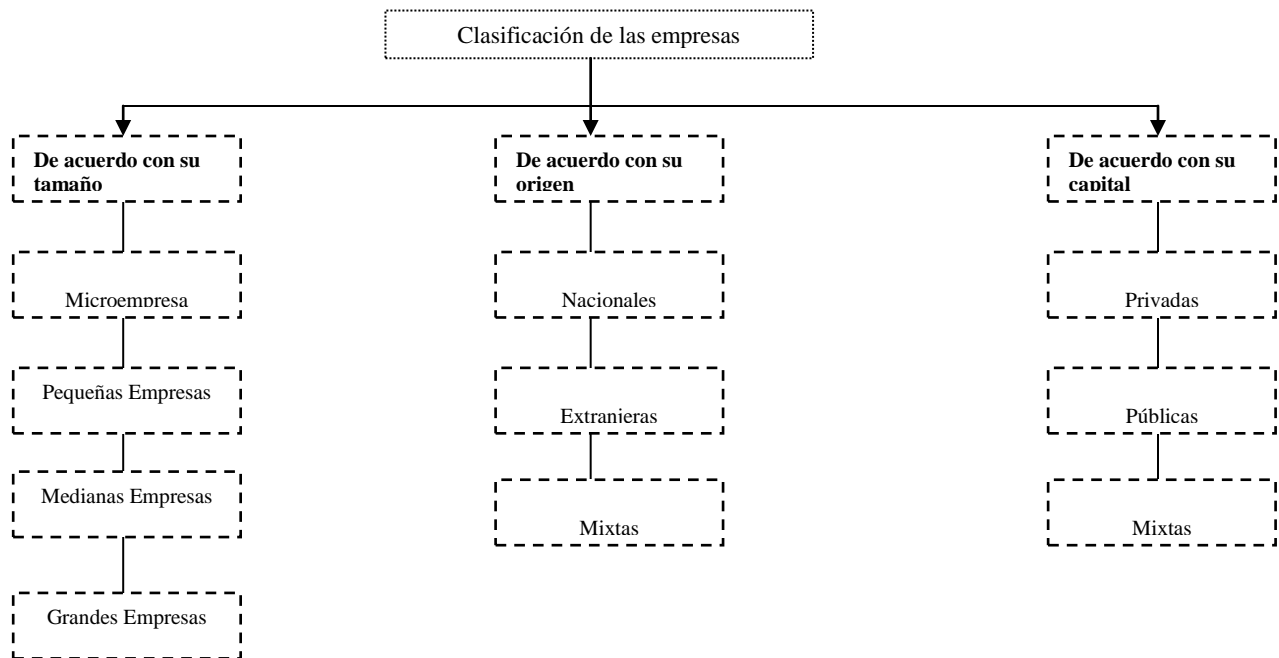 Clasificación de las empresas
De acuerdo con su
tamaño
Microempresa
Pequeñas Empresas
Medianas Empresas
Grandes Empresas
De acuerdo con su
origen
Nacionales
Extranjeras
Mixtas
De acuerdo con su
capital
Privadas
Públicas
Mixtas